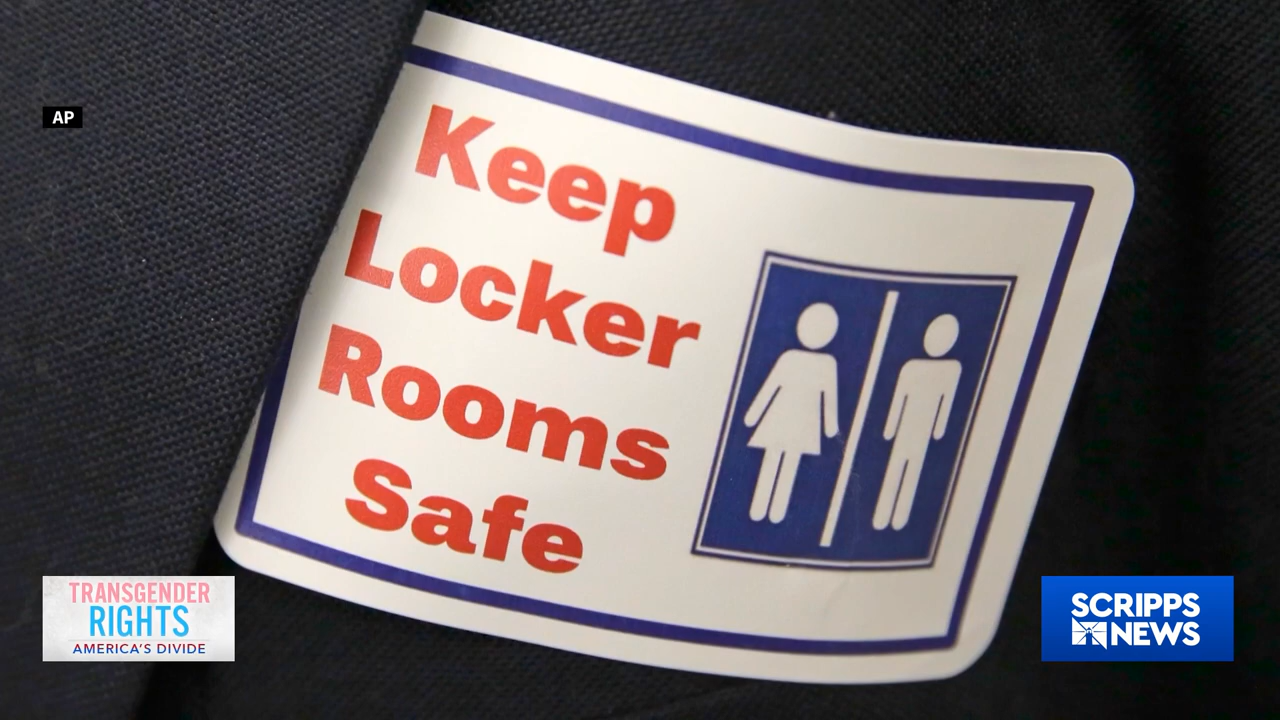 AP
Keep
Locker
Rooms
Safe
TRANSGENDER
RIGHTS
AMERICA'S DIVIDE
SCRIPPS
NEWS